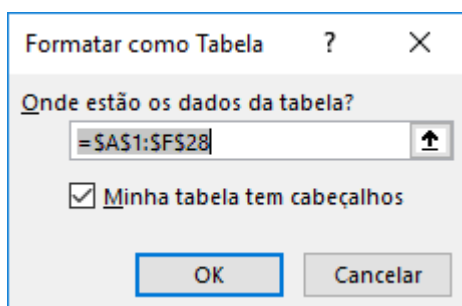 Formatar como Tabela ?
Onde estão os dados da tabela?
=$A$1:$F$28
Minha tabela tem cabeçalhos
OK Cancelar